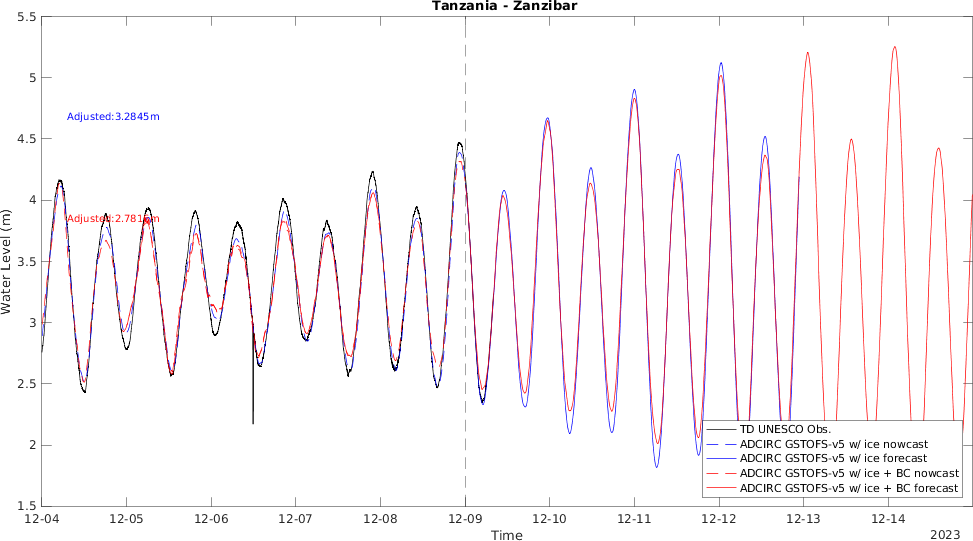 Tanzania - Zanzibar
5.5
5
4.5
4
3.5
3
2.5
2
1.5
Water Level (m)
Adjusted:3.2845m
TD UNESCO Obs.
ADCIRC GSTOFS-v5 w/ ice nowcast
ADCIRC GSTOFS-v5 w/ ice forecast
ADCIRC GSTOFS-v5 w/ ice + BC nowcast
ADCIRC GSTOFS-v5 w/ ice + BC forecast
12-04 12-05 12-06 12-07 12-08 12-09 12-10 12-11 12-12 12-13 12-14
Time
2023